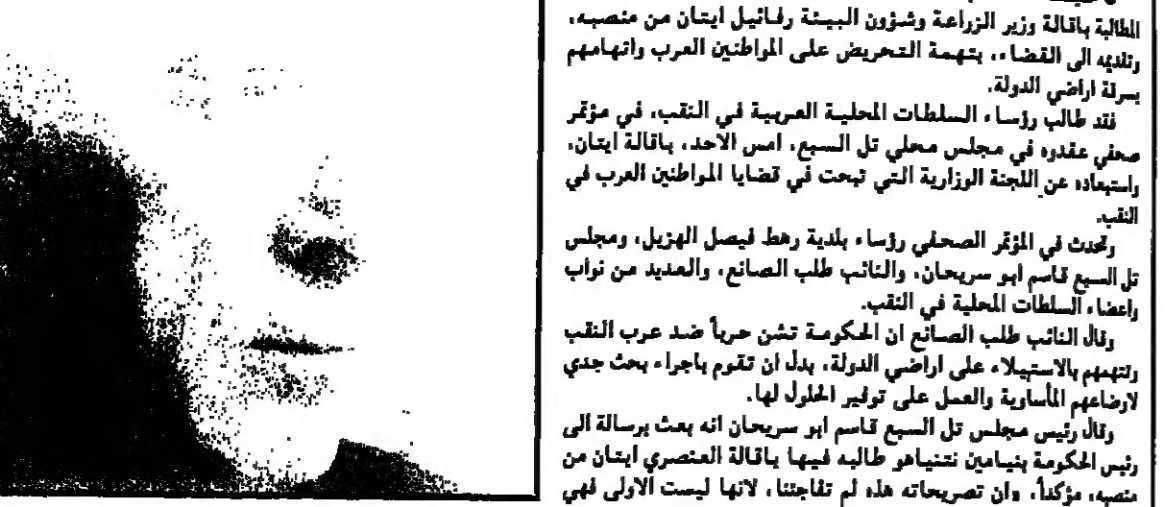 المطالبة باقالة وزير الزراعة وشؤون البيئة رفائيل ايتان من منصبه،
وتقديمه الى القضاء، بتهمة التحريض على المواطنين العرب واتهامهم
بسرقة اراضي الدولة.
فقد طالب رؤساء السلطات المحلية العربية في النقب، في مؤتمر
صحفي عقدوه في مجلس محلي تل السبع، امس الاحد، باقالة ايتان،
واستبعاده عن اللجنة الوزارية التي تبحث في قضايا المواطنين العرب في
النقب.
وتحدث في المؤتمر الصحفي رؤساء بلدية رهط فيصل الهزيل، ومجلس
تل السبع قاسم ابو سريحان، والنائب طلب الصانع، والعديد من نواب
واعضاء السلطات المحلية في النقب.
وقال النائب طلب الصانع ان الحكومة تشن حرباً ضد عرب النقب
وتتهمهم بالاستيلاء على اراضي الدولة، بدل ان تقوم باجراء بحث جدي
لاوضاعهم المأساوية والعمل على توفير الحلول لها.
وقال رئيس مجلس تل السبع قاسم ابو سريحان انه بعث برسالة الى
رئيس الحكومة بنيامين نتنياهو طالبه فيها باقالة العنصري ايتان من
منصبه، مؤكداً، وان تصريحاته هذه لم تفاجئنا، لانها ليست الاولى فهي